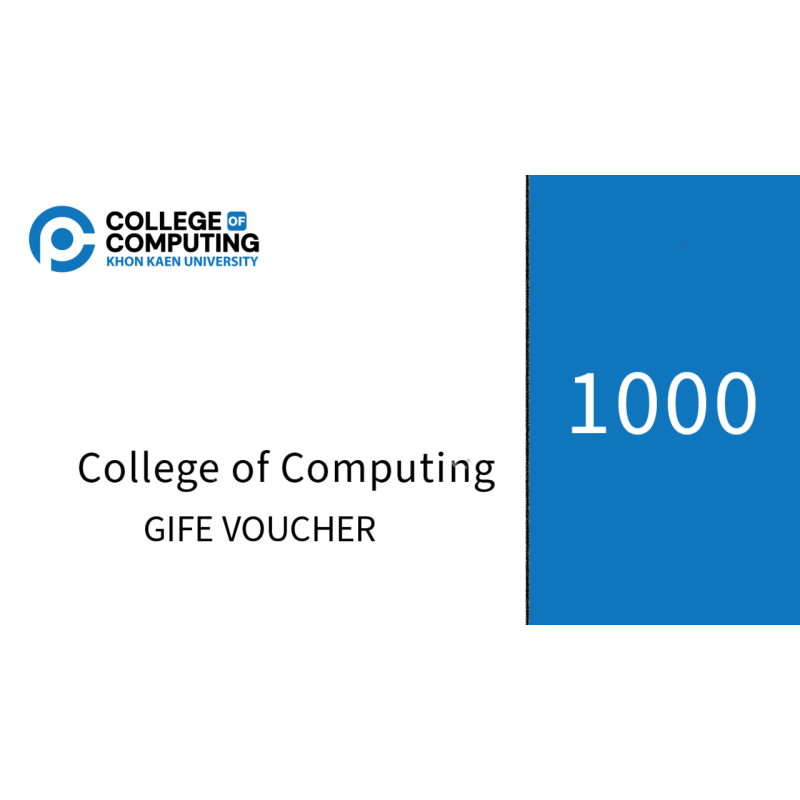 COLLEGE OF
COMPUTING
KHON KAEN UNIVERSITY
1000
College of Computing
GIFE VOUCHER